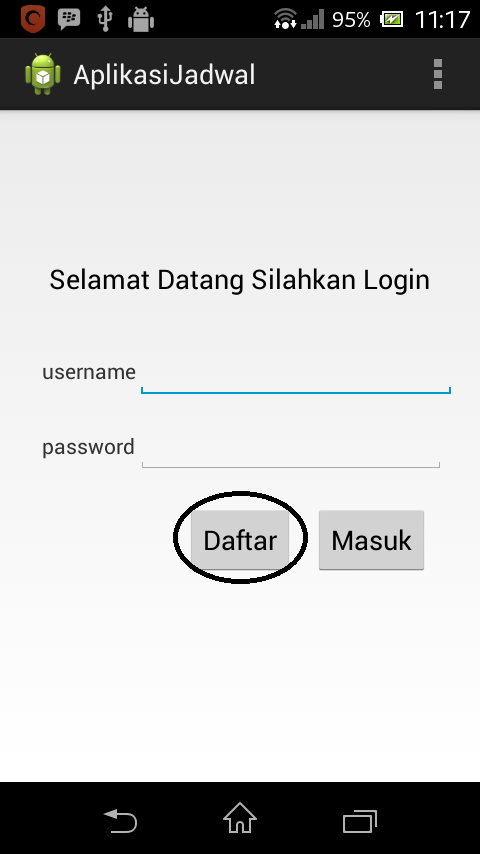 95% 11:17
AplikasiJadwal
Selamat Datang Silahkan Login
username
password
Daftar Masuk